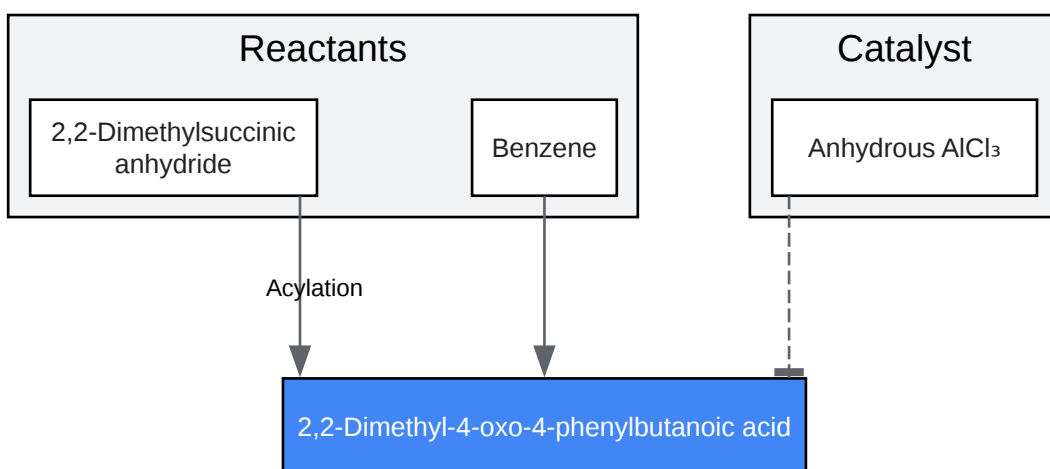 Reactants
Catalyst
2,2-Dimethylsuccinic
anhydride
Benzene
Anhydrous AlCl₃
Acylation
2,2-Dimethyl-4-oxo-4-phenylbutanoic acid